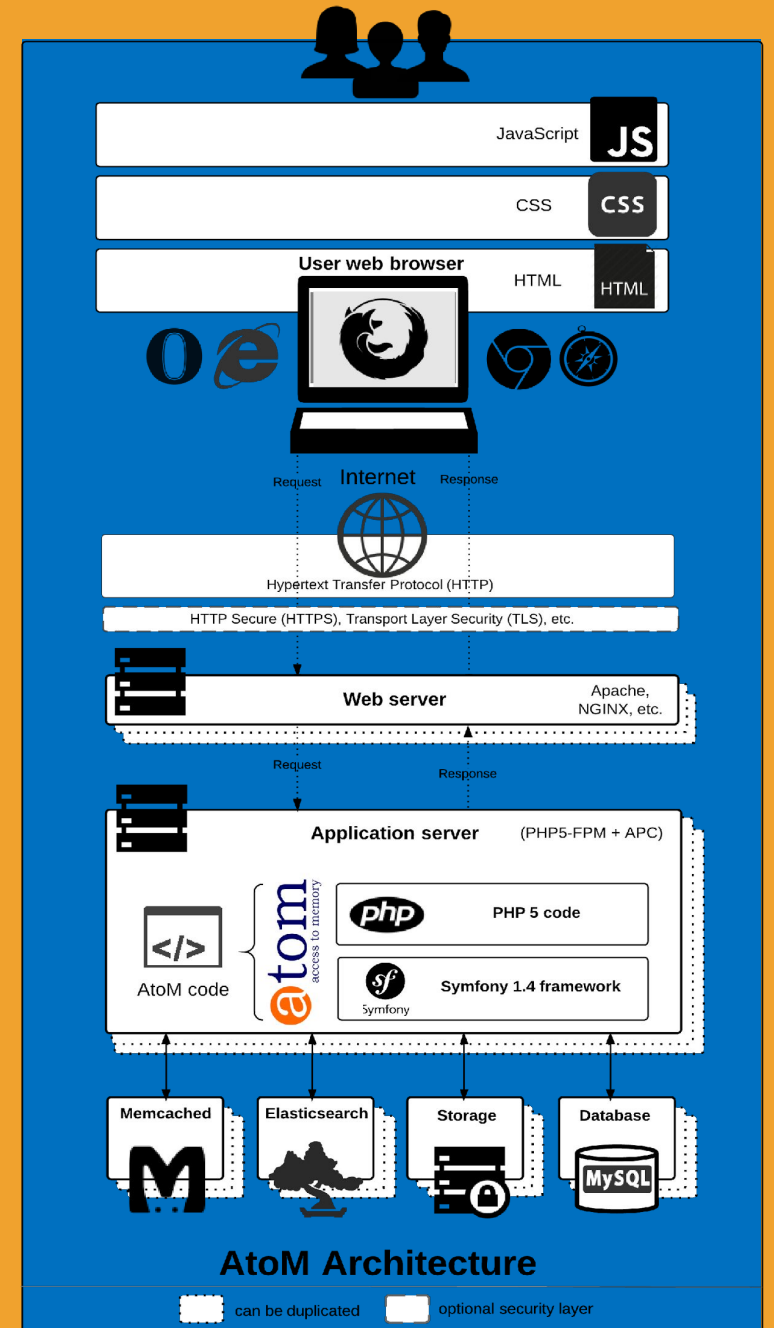 JavaScript
JS
CSS
CSS
User web browser
HTML
HTML
Request
Internet
Response
Hypertext Transfer Protocol (HTTP)
HTTP Secure (HTTPS), Transport Layer Security (TLS), etc.
Web server
Apache,
NGINX, etc.
Request
Response
Application server
(PHP5-FPM + APC)
</>
AtoM code
atom
access to memory
php
PHP 5 code
sf
Symfony
Symfony 1.4 framework
Memcached
Elasticsearch
Storage
Database
M
MySQL
AtoM Architecture
can be duplicated
optional security layer